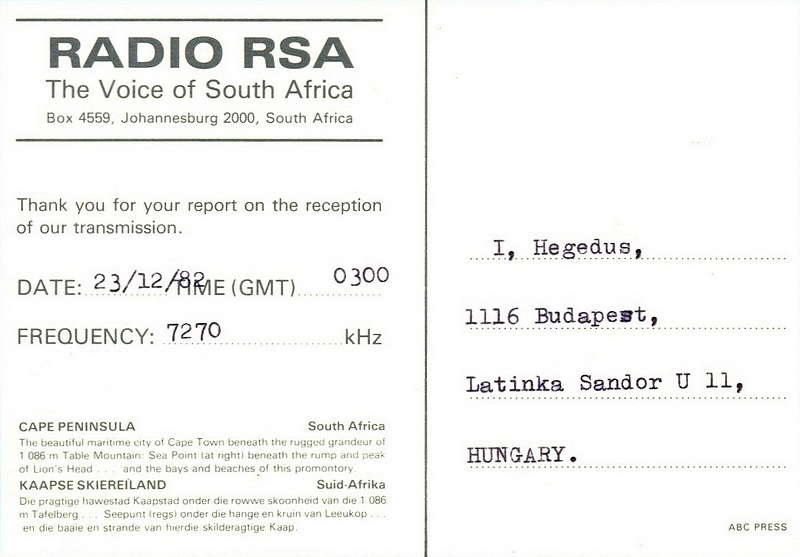 RADIO RSA
The Voice of South Africa
Box 4559, Johannesburg 2000, South Africa
Thank you for your report on the reception
of our transmission.
DATE: 23/12/82 TIME (GMT) 0300
FREQUENCY: 7270 kHz
CAPE PENINSULA South Africa
The beautiful maritime city of Cape Town beneath the rugged grandeur of
1 086 m Table Mountain: Sea Point (at right) beneath the rump and peak
of Lion's Head . . . and the bays and beaches of this promontory.
KAAPSE SKIEREILAND Suid-Afrika
Die pragtige hawestad Kaapstad onder die rowwe skoonheid van die 1 086
m Tafelberg . . . Seepunt (regs) onder die hange en kruin van Leeukop . . .
en die baaie en strande van hierdie skilderagtige Kaap.
I, Hegedus,
1116 Budapest,
Latinka Sandor U 11,
HUNGARY.
ABC PRESS